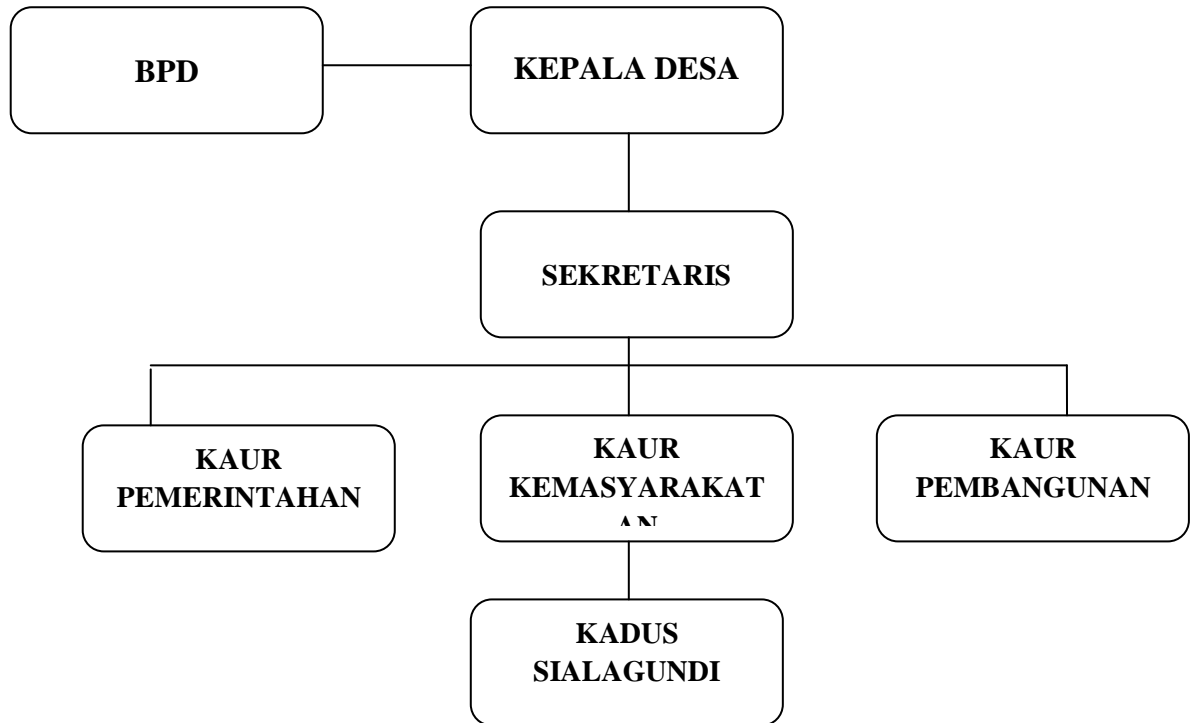 BPD
KEPALA DESA
SEKRETARIS
KAUR
PEMERINTAHAN
KAUR
KEMASYARAKAT
AN
KAUR
PEMBANGUNAN
KADUS
SIALAGUNDI